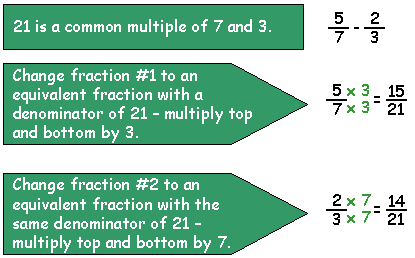 21 is a common multiple of 7 and 3.
5/7 - 2/3
Change fraction #1 to an
equivalent fraction with a
denominator of 21 – multiply top
and bottom by 3.
5 × 3 / 7 × 3 = 15/21
Change fraction #2 to an
equivalent fraction with the
same denominator of 21 –
multiply top and bottom by 7.
2 × 7 / 3 × 7 = 14/21